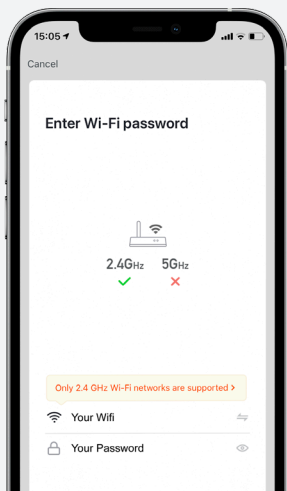 15:05
Cancel
Enter Wi-Fi password
2.4GHz 5GHz
Only 2.4 GHz Wi-Fi networks are supported >
Your Wifi
Your Password